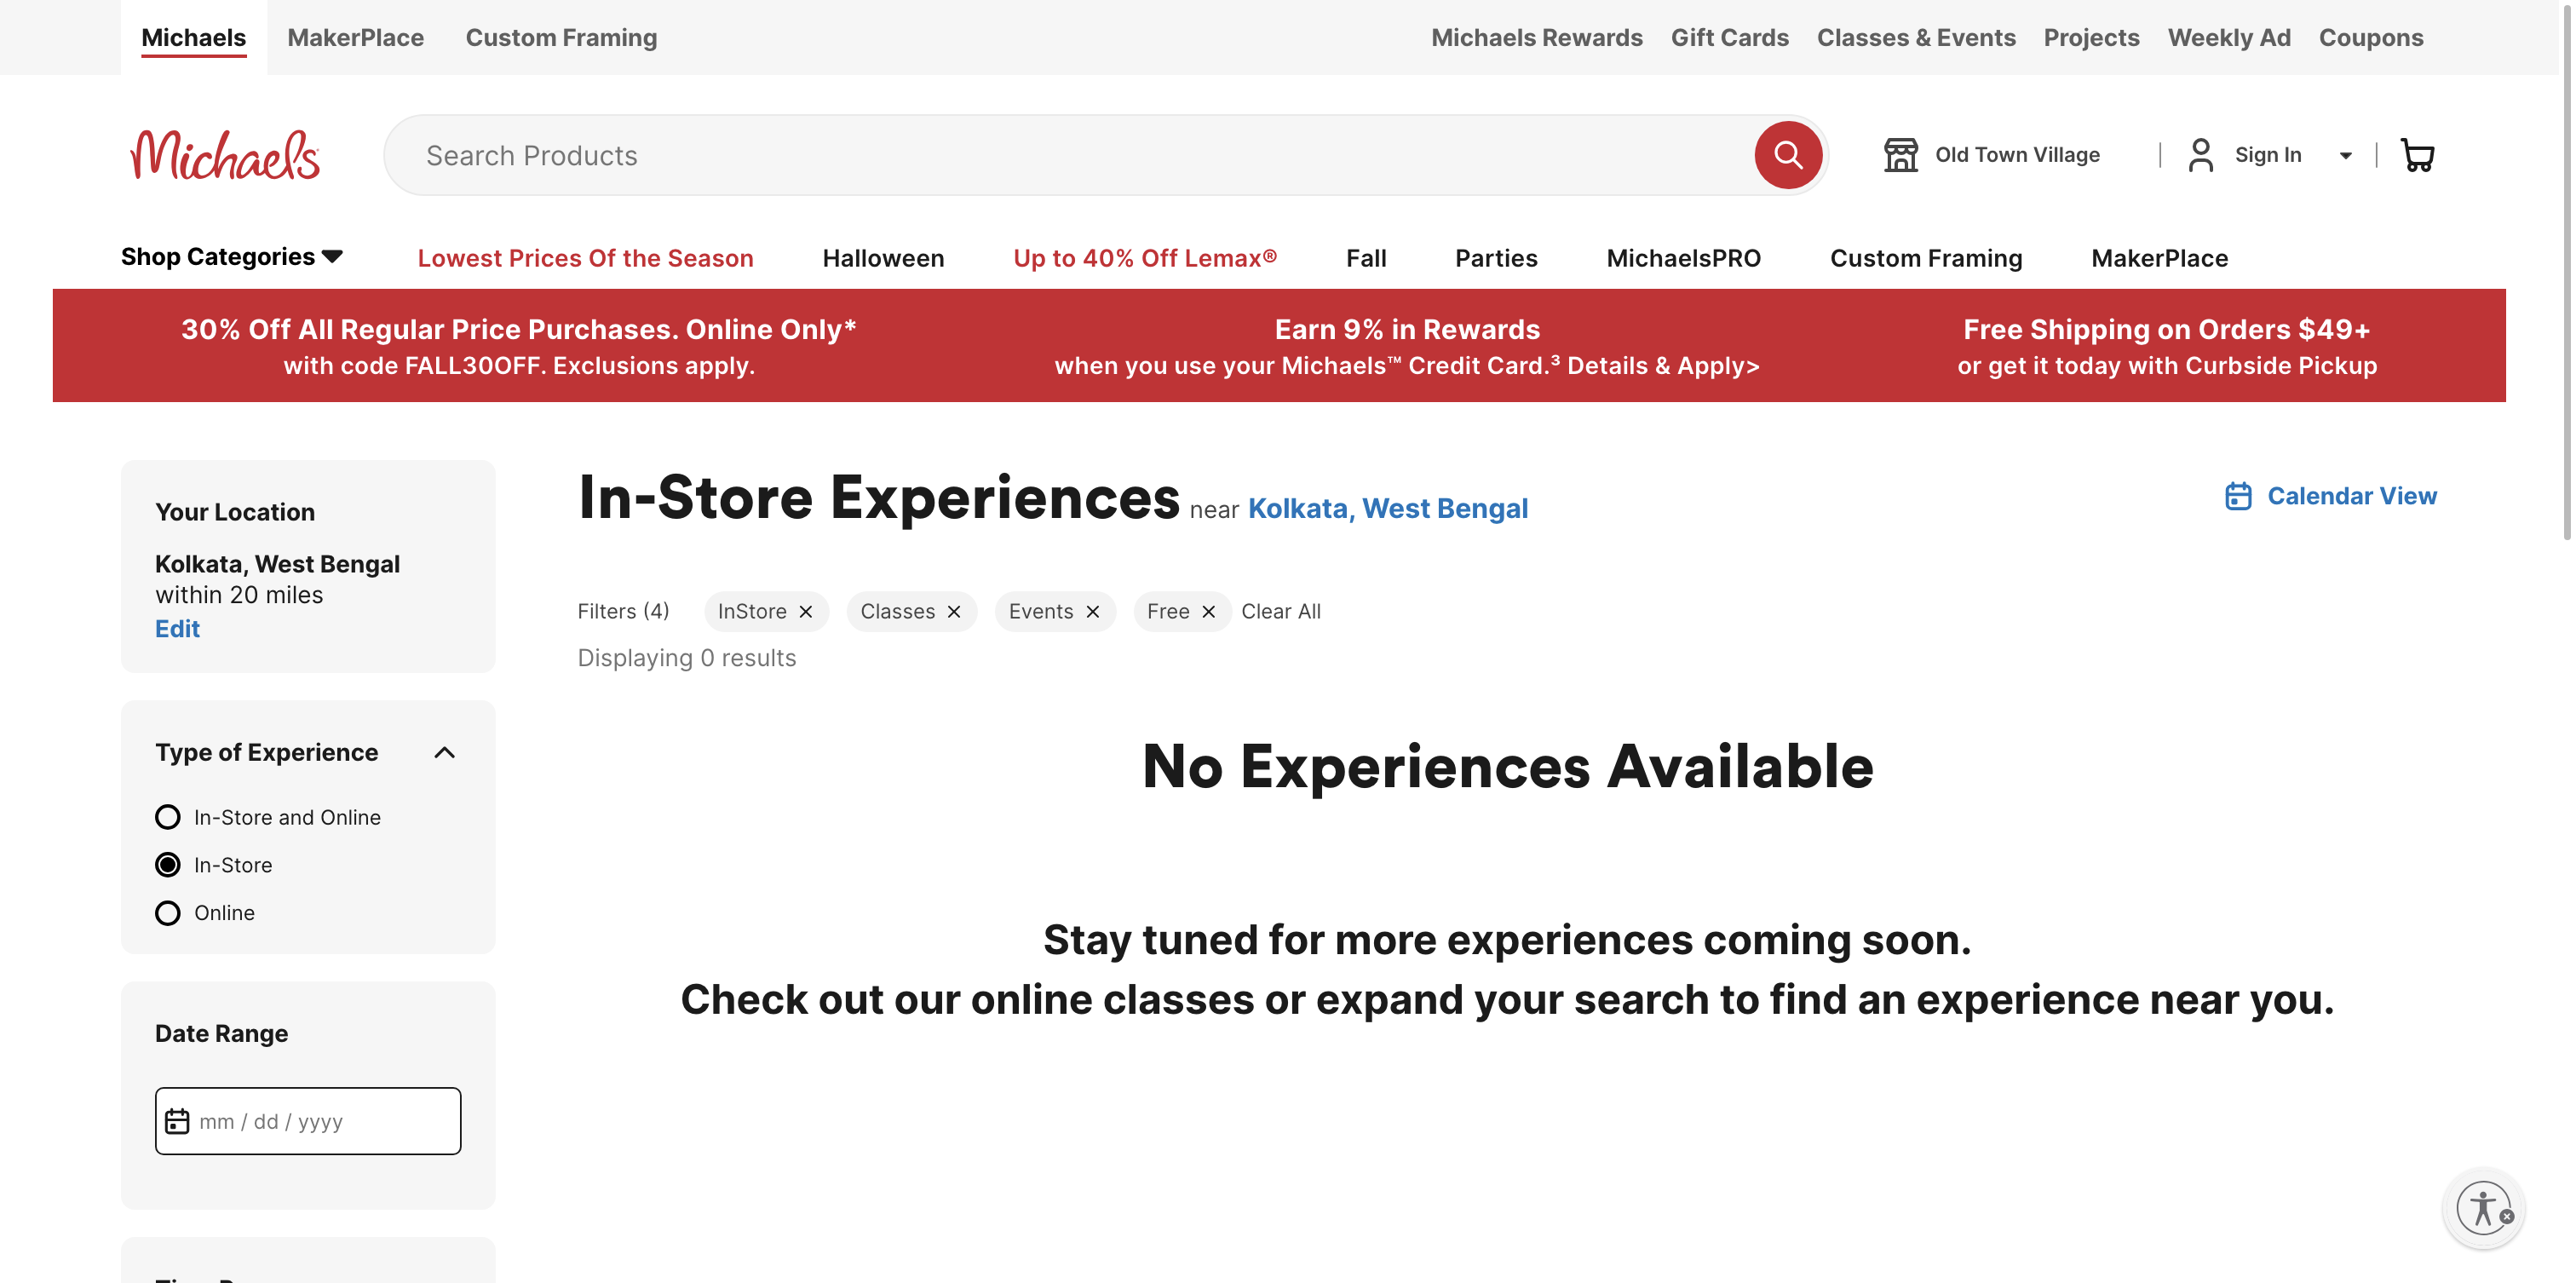 Michaels MakerPlace Custom Framing Michaels Rewards Gift Cards Classes & Events Projects Weekly Ad Coupons
Michaels Search Products Old Town Village Sign In
Shop Categories Lowest Prices Of the Season Halloween Up to 40% Off Lemax® Fall Parties MichaelsPRO Custom Framing MakerPlace
30% Off All Regular Price Purchases. Online Only*
with code FALL30OFF. Exclusions apply.
Earn 9% in Rewards
when you use your Michaels™ Credit Card.³ Details & Apply>
Free Shipping on Orders $49+
or get it today with Curbside Pickup
Your Location
Kolkata, West Bengal
within 20 miles
Edit
Type of Experience
In-Store and Online
In-Store
Online
Date Range
mm / dd / yyyy
In-Store Experiences near Kolkata, West Bengal
Calendar View
Filters (4) InStore Classes Events Free Clear All
Displaying 0 results
No Experiences Available
Stay tuned for more experiences coming soon.
Check out our online classes or expand your search to find an experience near you.